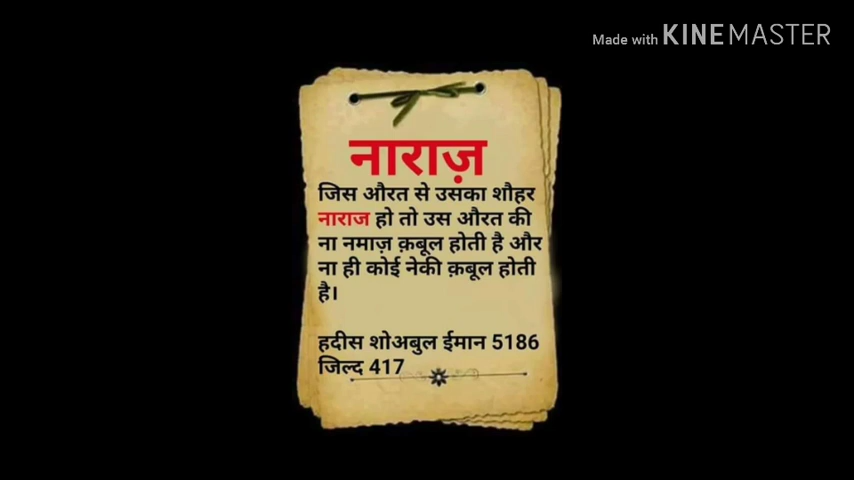 Made with KINEMASTER
नाराज़
जिस औरत से उसका शौहर
नाराज हो तो उस औरत की
ना नमाज़ क़बूल होती है और
ना ही कोई नेकी क़बूल होती
है।
हदीस शोअबुल ईमान 5186
जिल्द 417